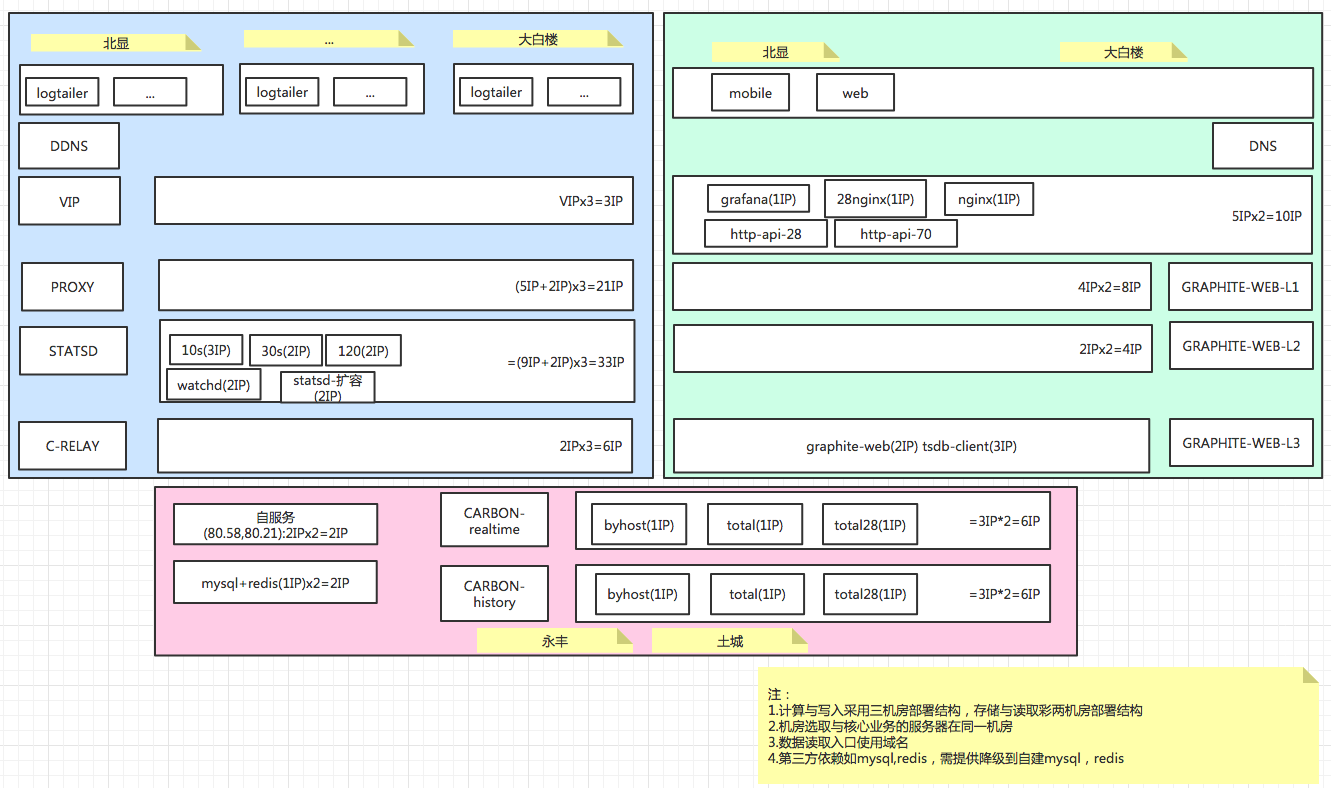 北显
...
大白楼
logtailer
...
logtailer
...
logtailer
...
DDNS
VIP
VIPx3=3IP
PROXY
(5IP+2IP)x3=21IP
STATSD
10s(3IP)
30s(2IP)
120(2IP)
=(9IP+2IP)x3=33IP
watchd(2IP)
statsd-扩容
(2IP)
C-RELAY
2IPx3=6IP
北显
大白楼
mobile
web
DNS
grafana(1IP)
28nginx(1IP)
nginx(1IP)
5IPx2=10IP
http-api-28
http-api-70
4IPx2=8IP
GRAPHITE-WEB-L1
2IPx2=4IP
GRAPHITE-WEB-L2
graphite-web(2IP) tsdb-client(3IP)
GRAPHITE-WEB-L3
自服务
(80.58,80.21):2IPx2=2IP
CARBON-
realtime
byhost(1IP)
total(1IP)
total28(1IP)
=3IP*2=6IP
mysql+redis(1IP)x2=2IP
CARBON-
history
byhost(1IP)
total(1IP)
total28(1IP)
=3IP*2=6IP
永丰
土城
注：
1.计算与写入采用三机房部署结构，存储与读取彩两机房部署结构
2.机房选取与核心业务的服务器在同一机房
3.数据读取入口使用域名
4.第三方依赖如mysql,redis，需提供降级到自建mysql，redis